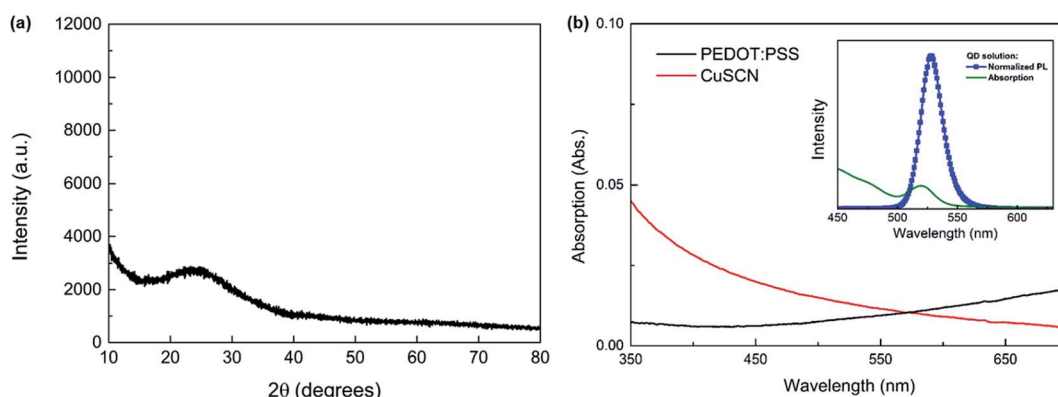 (a)
12000
10000
8000
6000
4000
2000
0
Intensity (a.u.)
10 20 30 40 50 60 70 80
2θ (degrees)
(b)
0.10
0.05
0.00
Absorption (Abs.)
PEDOT:PSS
CuSCN
350 450 550 650
Wavelength (nm)
QD solution:
Normalized PL
Absorption
Intensity
450 500 550 600
Wavelength (nm)